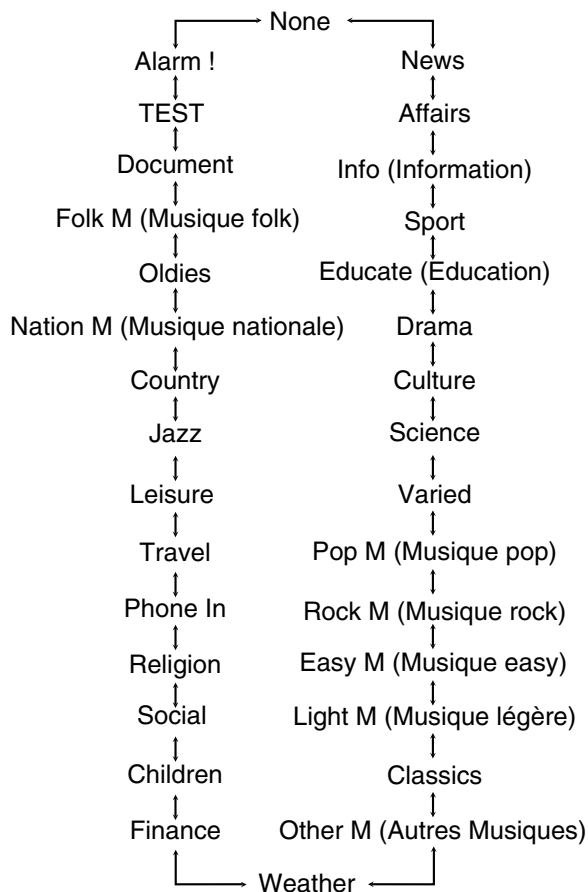 None
Alarm !
News
TEST
Affairs
Document
Info (Information)
Folk M (Musique folk)
Sport
Oldies
Educate (Education)
Nation M (Musique nationale)
Drama
Country
Culture
Jazz
Science
Leisure
Varied
Travel
Pop M (Musique pop)
Phone In
Rock M (Musique rock)
Religion
Easy M (Musique easy)
Social
Light M (Musique légère)
Children
Classics
Finance
Other M (Autres Musiques)
Weather